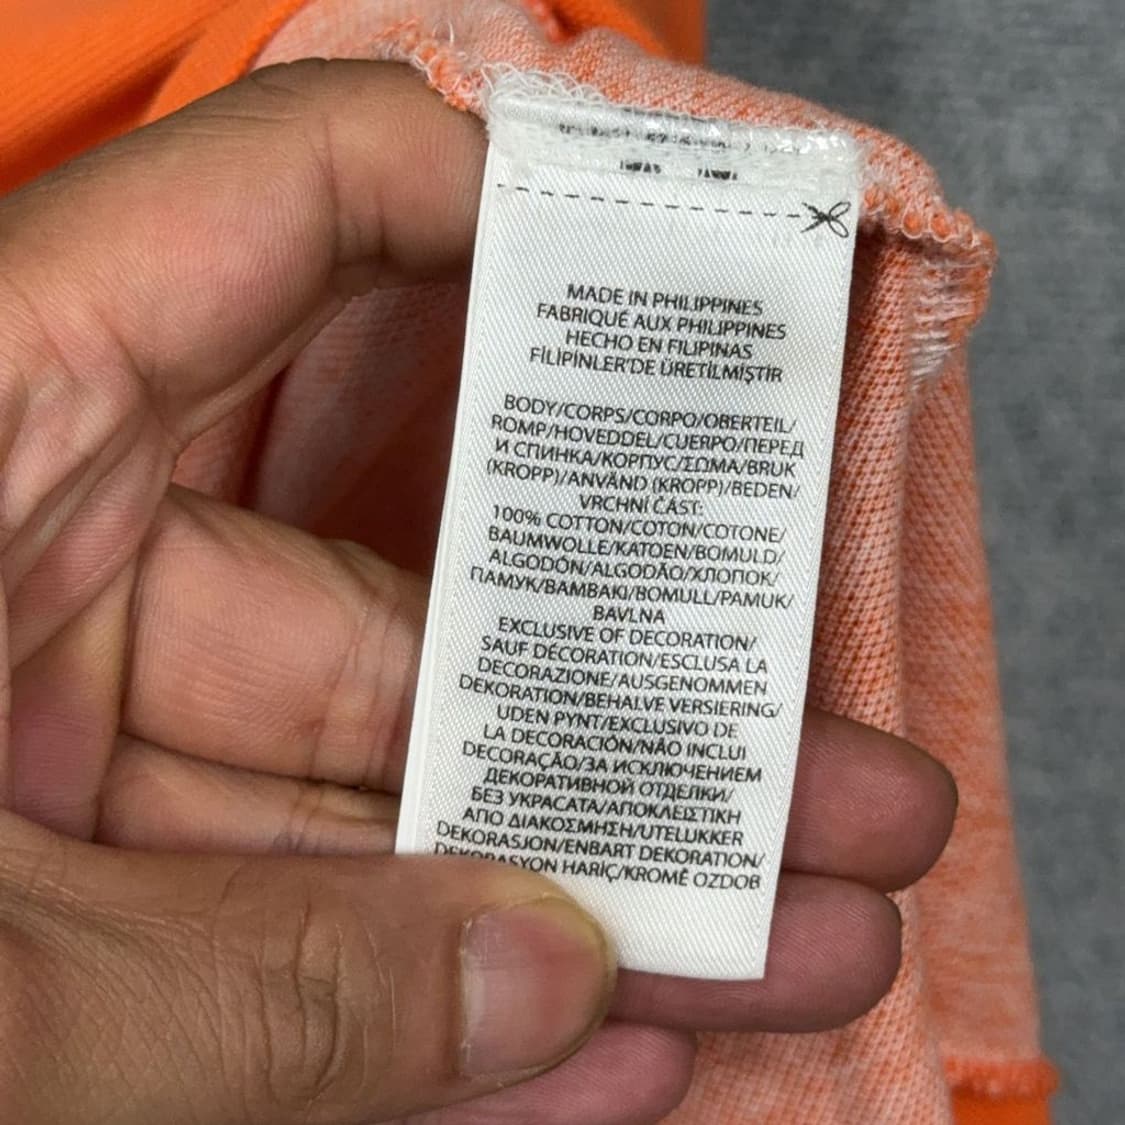 MADE IN PHILIPPINES
FABRIQUÉ AUX PHILIPPINES
HECHO EN FILIPINAS
FİLİPİNLER'DE ÜRETİLMİŞTİR
BODY/CORPS/CORPO/OBERTEIL/
ROMP/HOVEDDEL/CUERPO/ПЕРЕД
И СПИНКА/КОРПУС/ΣΩΜΑ/BRUK
(KROPP)/ANVÄND (KROPP)/BEDEN/
VRCHNÍ ČÁST:
100% COTTON/COTON/COTONE/
BAUMWOLLE/KATOEN/BOMULD/
ALGODÓN/ALGODÃO/ХЛОПОК/
ПАМУК/BAMBAKI/BOMULL/PAMUK/
BAVLNA
EXCLUSIVE OF DECORATION/
SAUF DÉCORATION/ESCLUSA LA
DECORAZIONE/AUSGENOMMEN
DEKORATION/BEHALVE VERSIERING/
UDEN PYNT/EXCLUSIVO DE
LA DECORACIÓN/NÃO INCLUI
DECORAÇÃO/ЗА ИСКЛЮЧЕНИЕМ
ДЕКОРАТИВНОЙ ОТДЕЛКИ/
БЕЗ УКРАСАТА/ΑΠΟΚΛΕΙΣΤΙΚΗ
ΑΠΟ ΔΙΑΚΟΣΜΗΣΗ/UTELUKKER
DEKORASJON/ENBART DEKORATION/
DEKORASYON HARİÇ/KROMĚ OZDOB